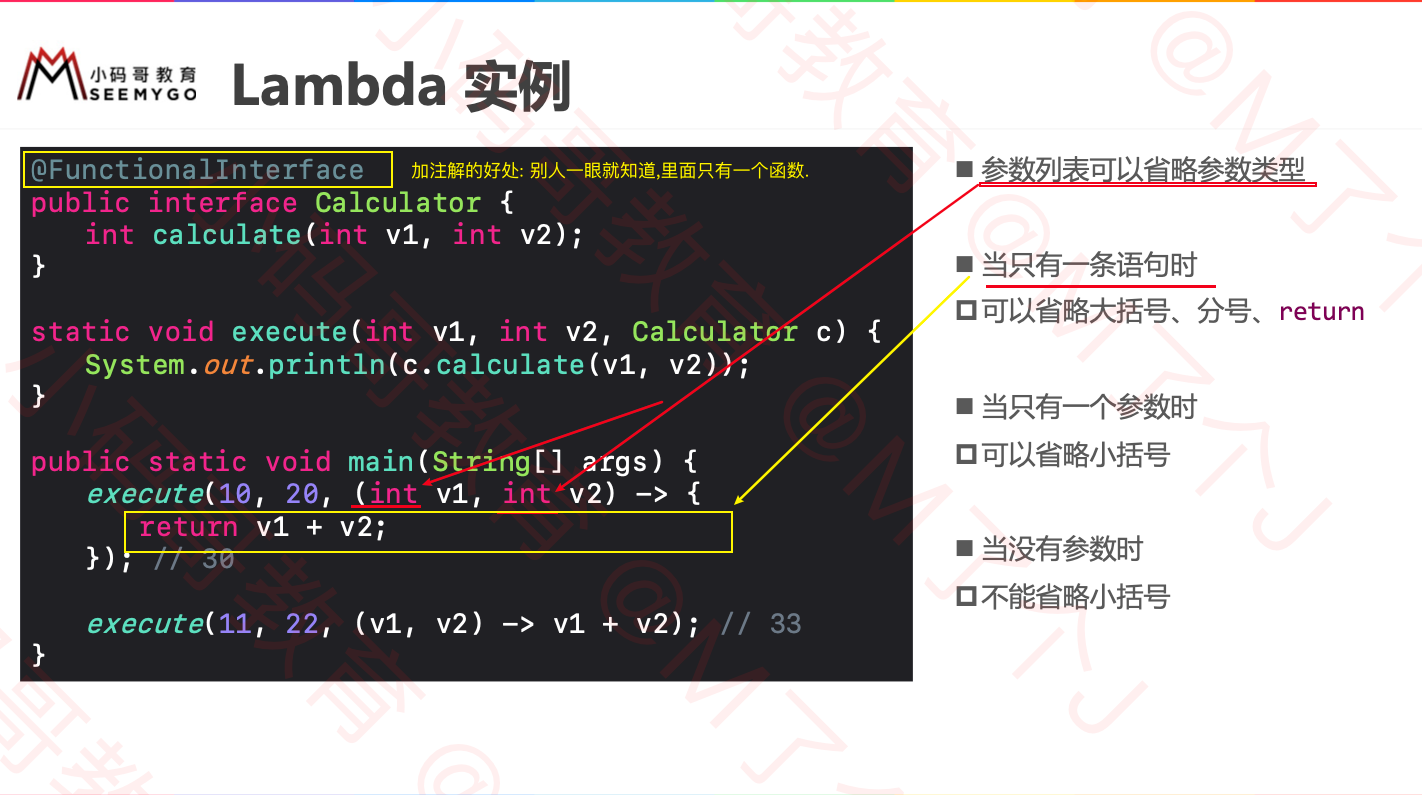 小码哥教育
SEEMYGO
Lambda 实例
@FunctionalInterface
加注解的好处: 别人一眼就知道,里面只有一个函数.
public interface Calculator {
int calculate(int v1, int v2);
}
static void execute(int v1, int v2, Calculator c) {
System.out.println(c.calculate(v1, v2));
}
public static void main(String[] args) {
execute(10, 20, (int v1, int v2) -> {
return v1 + v2;
}); // 30
execute(11, 22, (v1, v2) -> v1 + v2); // 33
}
■ 参数列表可以省略参数类型
■ 当只有一条语句时
可以省略大括号、分号、return
■ 当只有一个参数时
可以省略小括号
■ 当没有参数时
不能省略小括号
小码哥教育 @M了个J